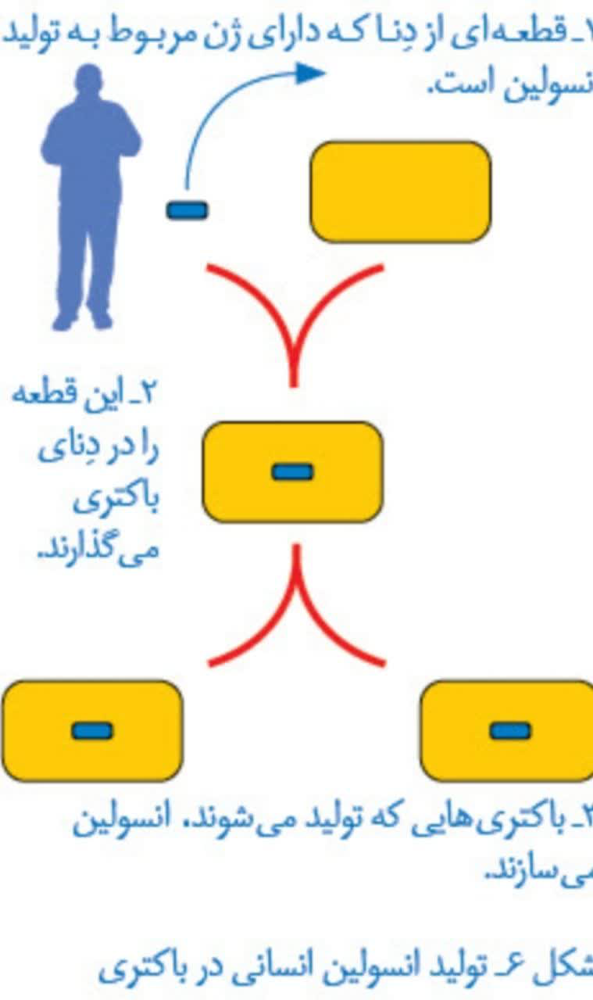 ۱ـ قطعه‌ای از دِنا که دارای ژن مربوط به تولید
انسولین است.
۲ـ این قطعه
را در دِنای
باکتری
می‌گذارند.
۳ـ باکتری‌هایی که تولید می‌شوند، انسولین
می‌سازند.
شکل ۶ـ تولید انسولین انسانی در باکتری